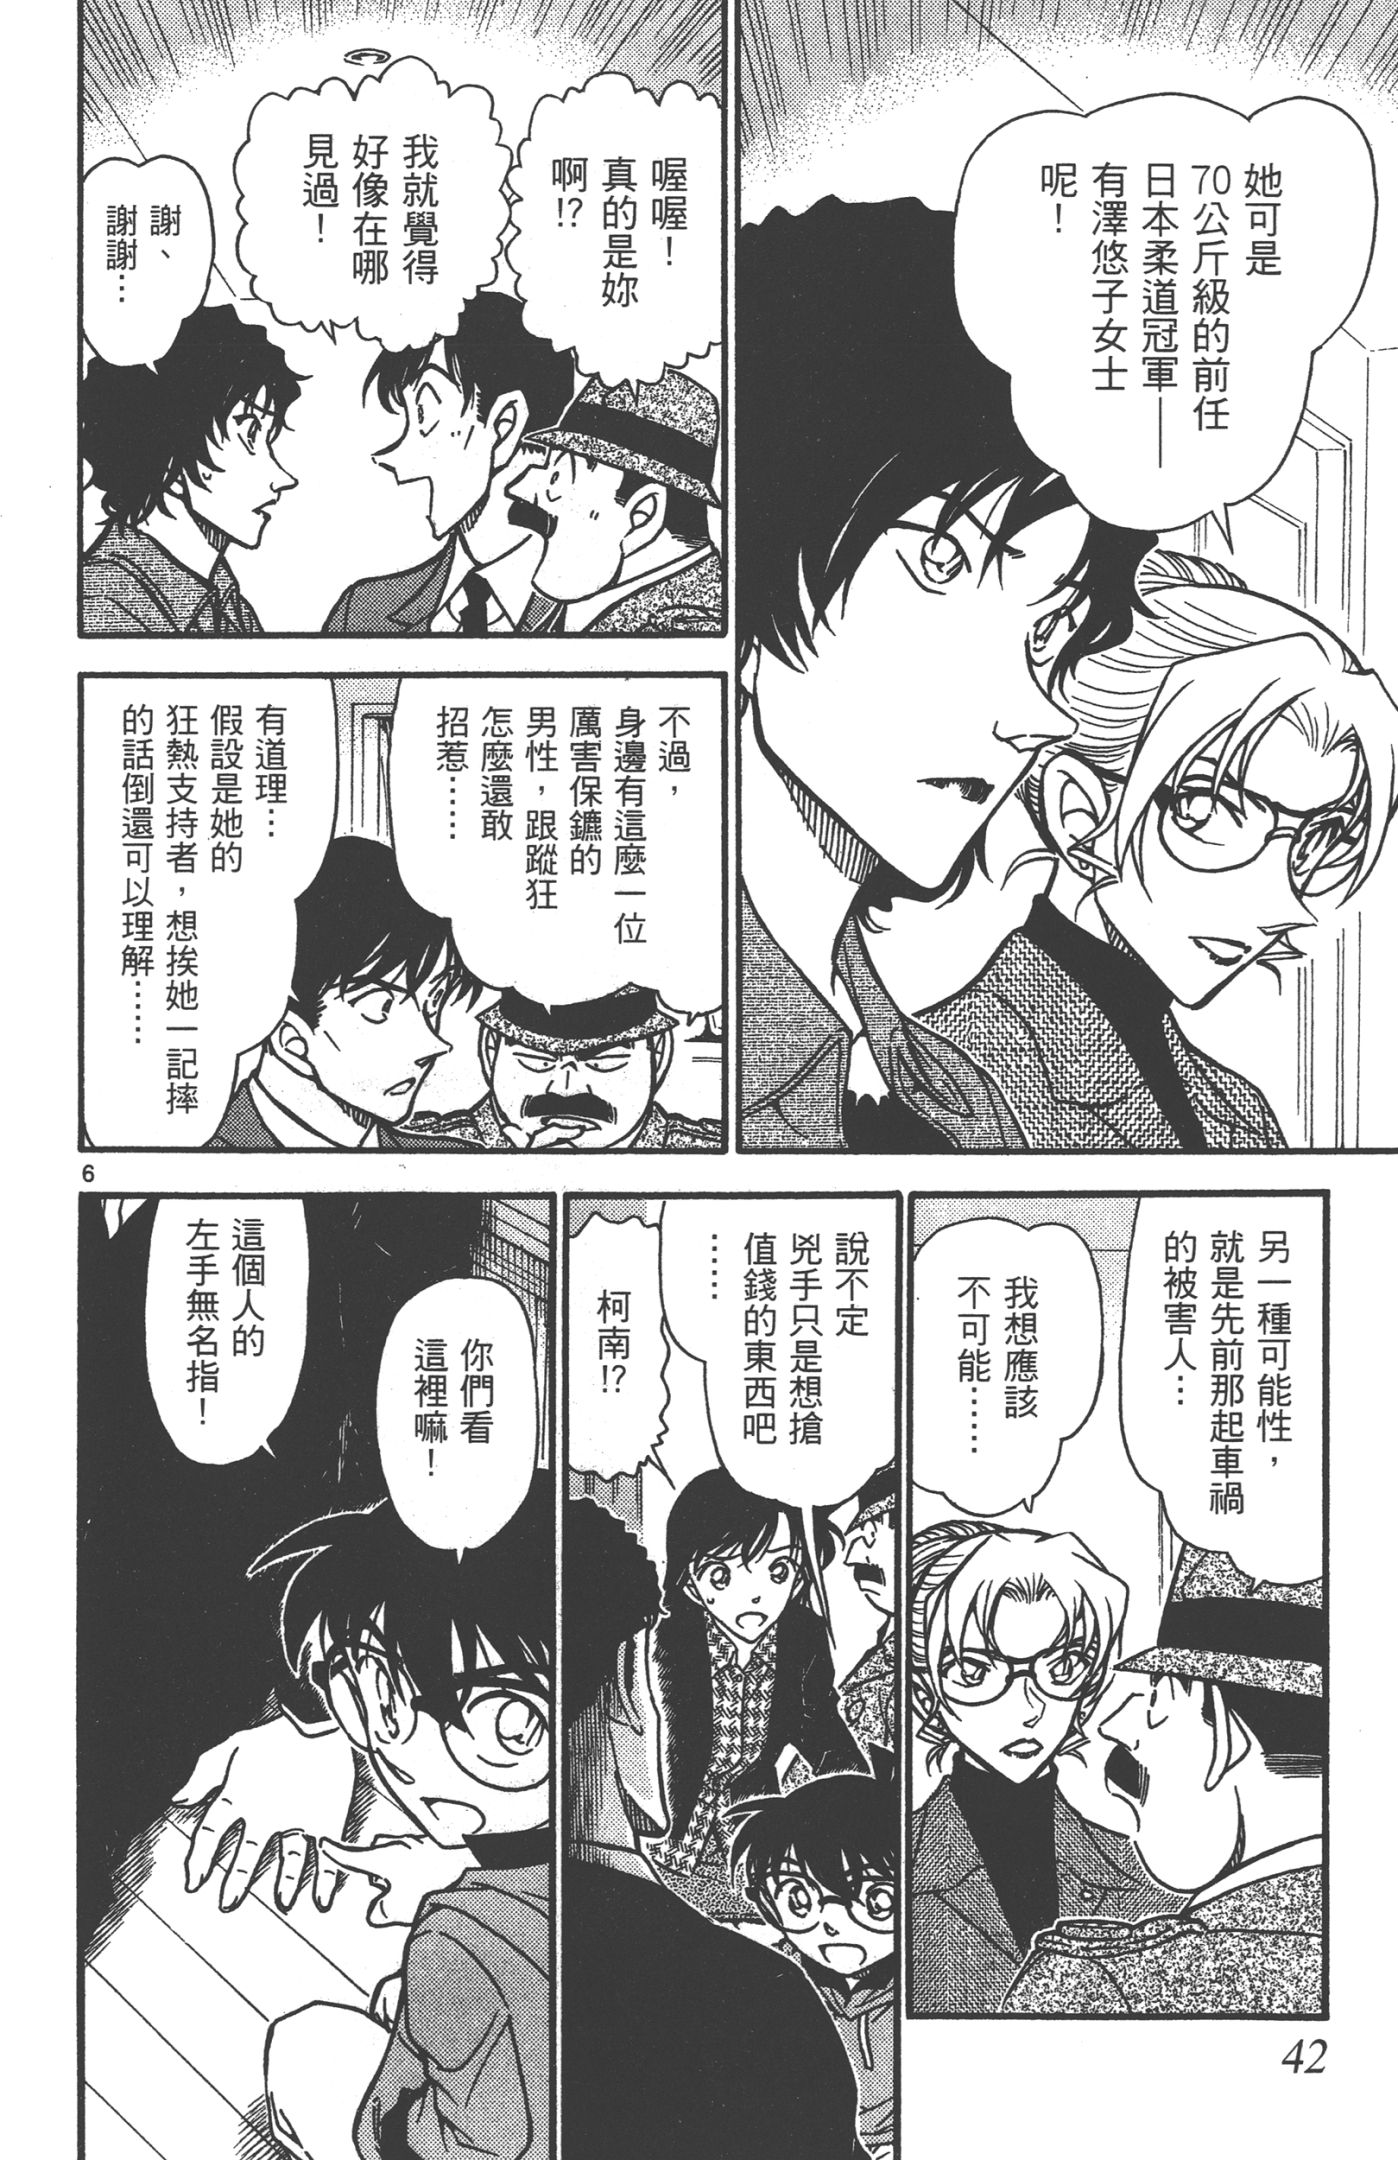 她可是
70公斤級的前任
日本柔道冠軍——
有澤悠子女士
呢！
喔喔！
真的是妳
啊!?
我就覺得
好像在哪
見過！
謝、
謝謝…
不過，
身邊有這麼一位
厲害保鑣的
男性，跟蹤狂
怎麼還敢
招惹……
有道理…
假設是她的
狂熱支持者，想挨她一記摔
的話倒還可以理解……
6
另一種可能性，
就是先前那起車禍
的被害人…
我想應該
不可能……
說不定
兇手只是想搶
值錢的東西吧
……
柯南!?
你們看
這裡嘛！
這個人的
左手無名指！
42